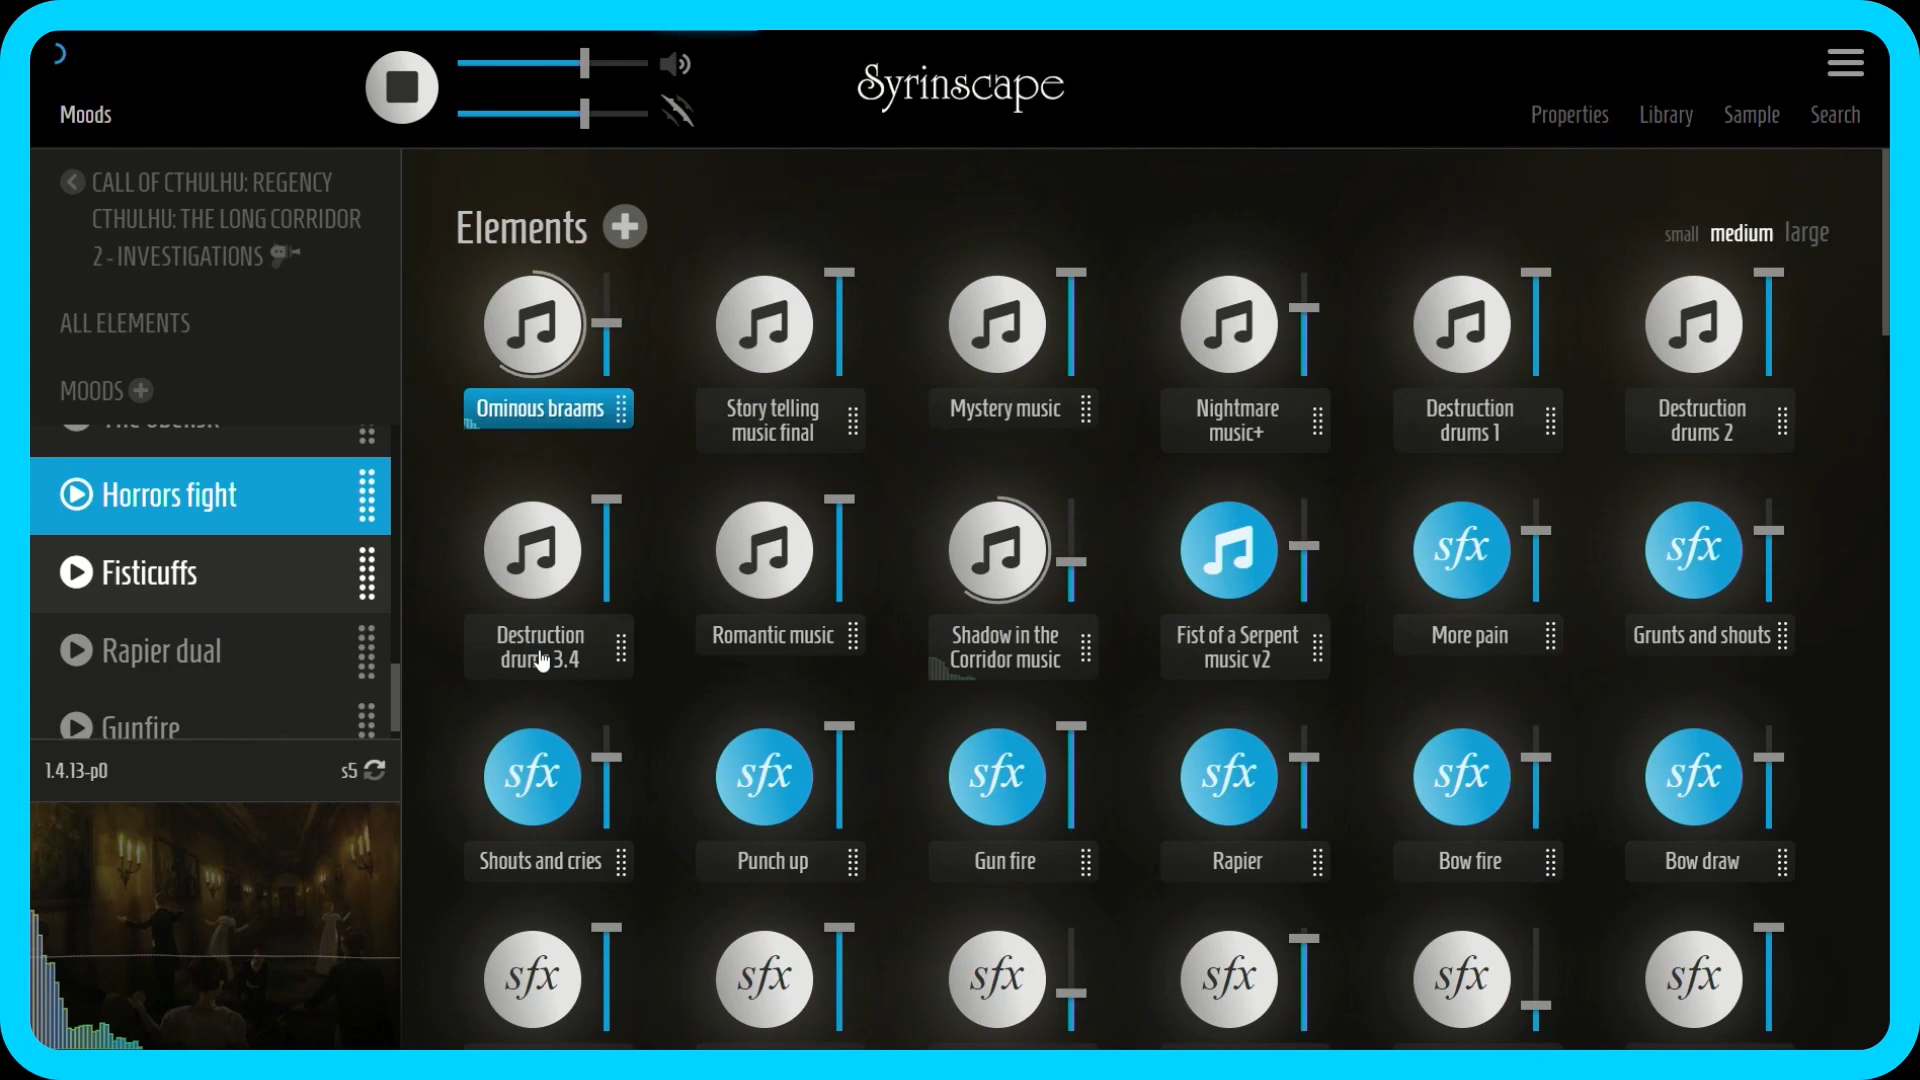 Moods
Syrinscape
Properties
Library
Sample
Search
CALL OF CTHULHU: REGENCY
CTHULHU: THE LONG CORRIDOR
2 - INVESTIGATIONS
ALL ELEMENTS
MOODS
Horrors fight
Fisticuffs
Rapier dual
Gunfire
1.4.13-p0
s5
Elements
small medium large
Ominous braams
Story telling
music final
Mystery music
Nightmare
music+
Destruction
drums 1
Destruction
drums 2
sfx
sfx
Destruction
drums 3.4
Romantic music
Shadow in the
Corridor music
Fist of a Serpent
music v2
More pain
Grunts and shouts
sfx
sfx
sfx
sfx
sfx
sfx
Shouts and cries
Punch up
Gun fire
Rapier
Bow fire
Bow draw
sfx
sfx
sfx
sfx
sfx
sfx